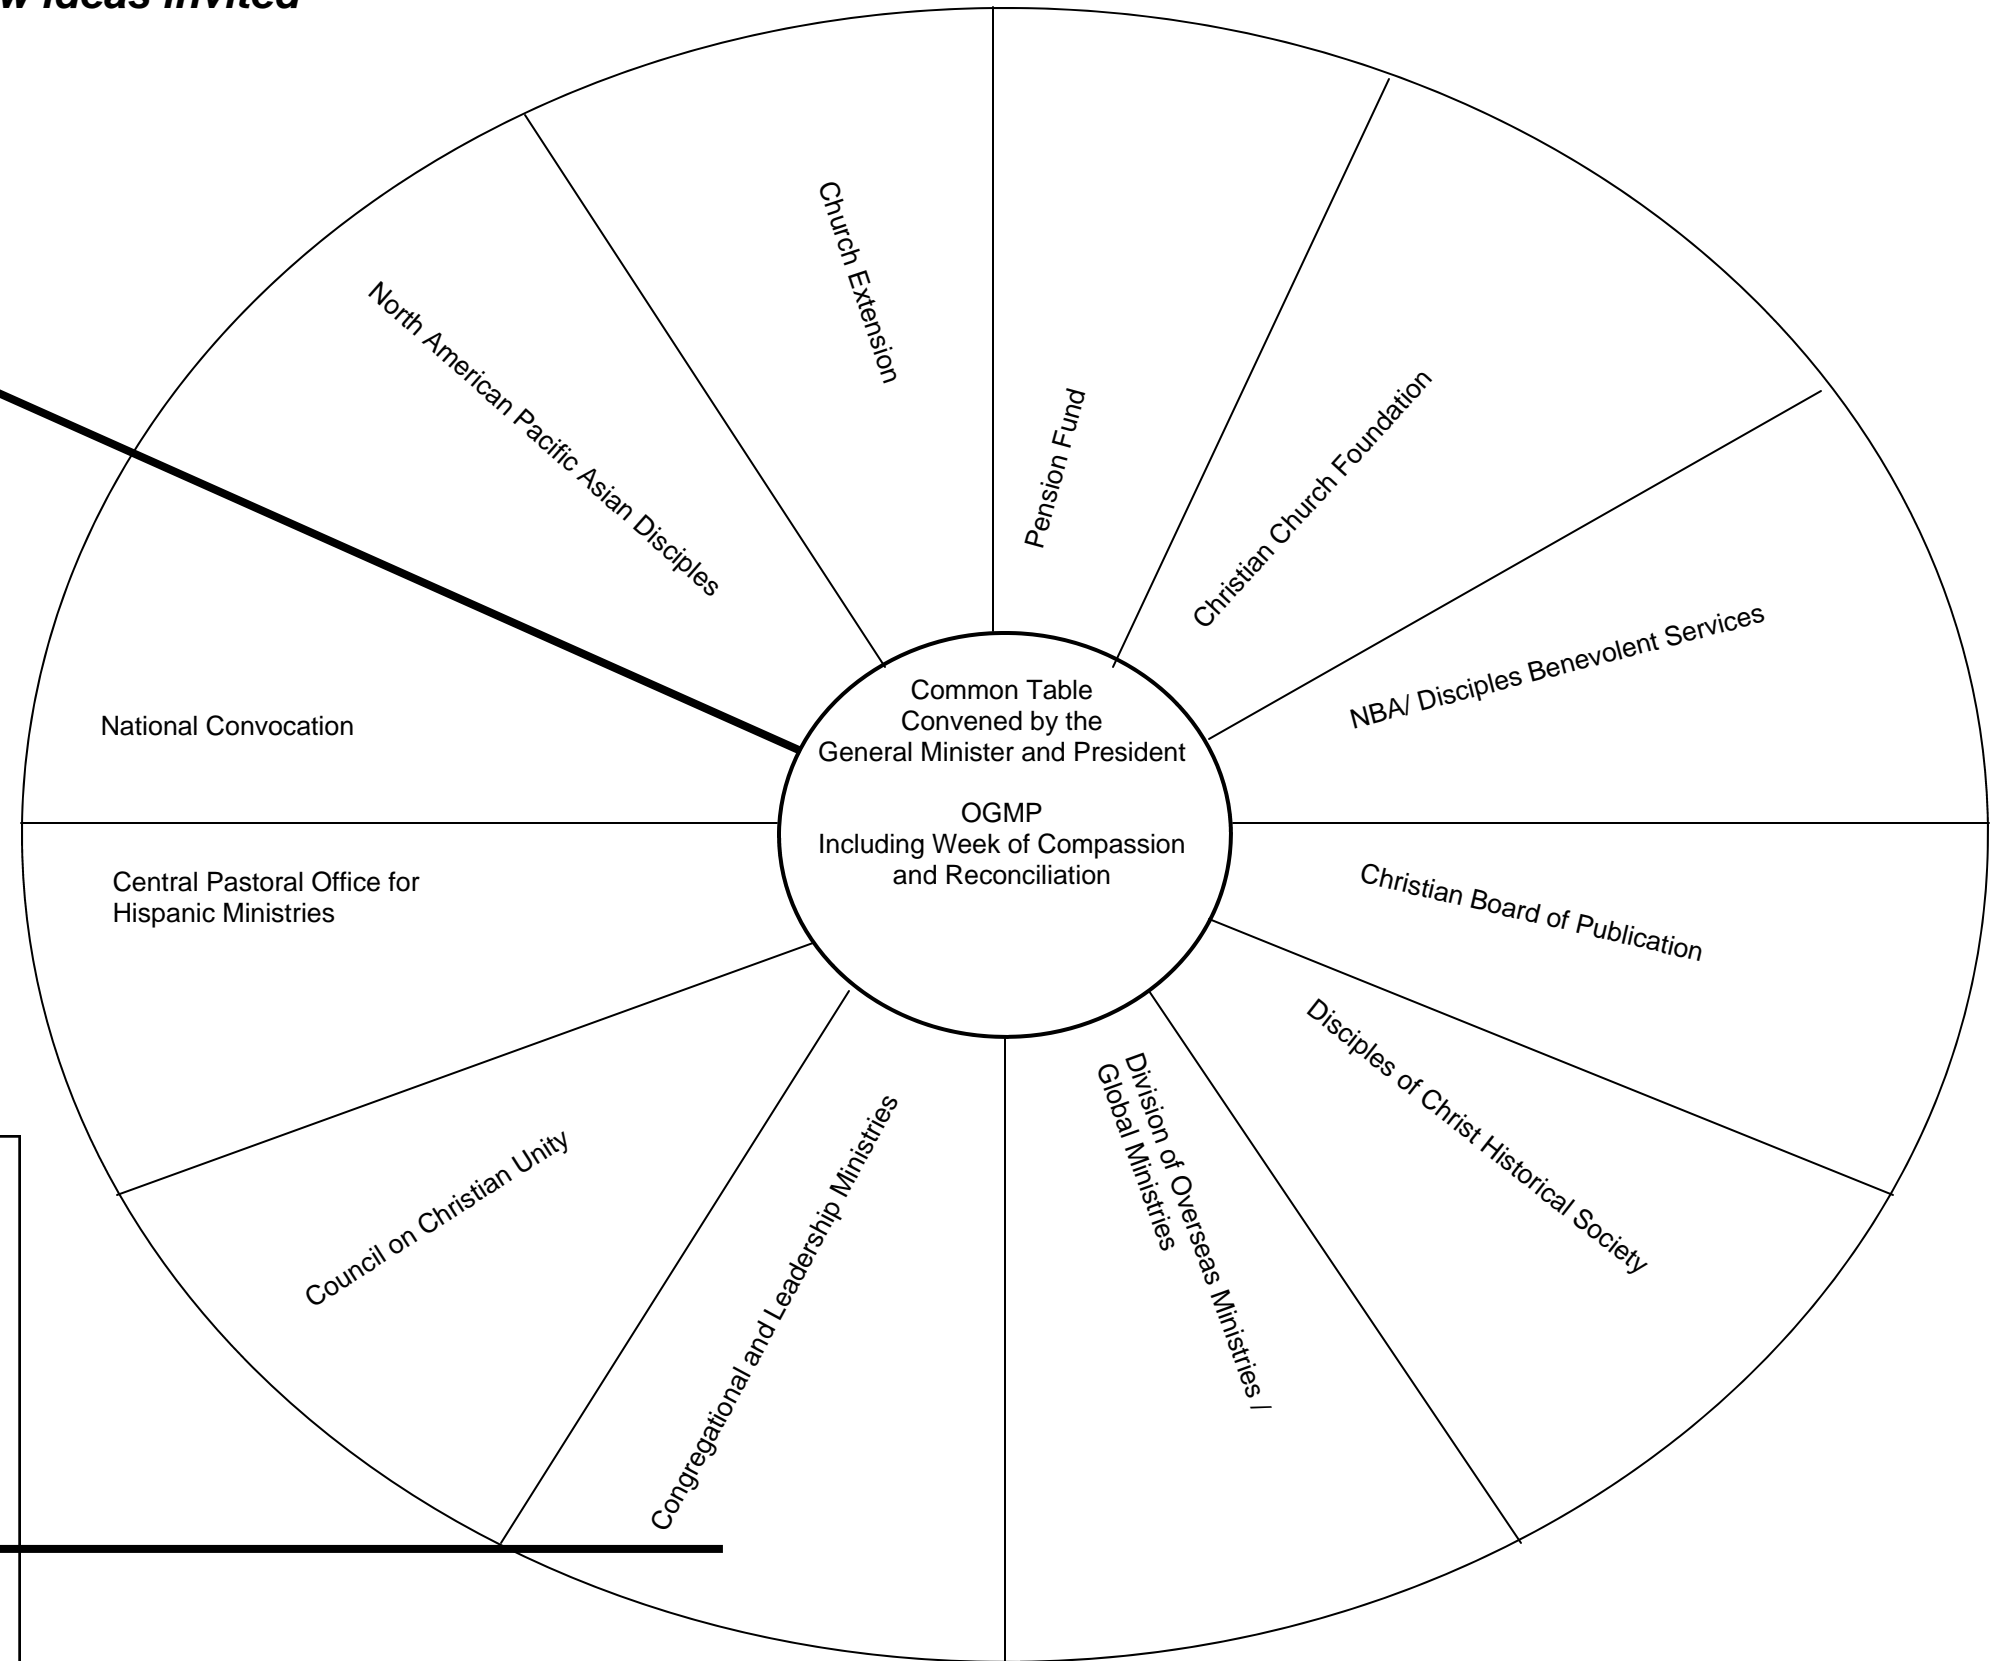 Ideas Invited
Church Extension
North American Pacific Asian Disciples
Pension Fund
Christian Church Foundation
NBA/ Disciples Benevolent Services
National Convocation
Common Table
Convened by the
General Minister and President
OGMP
Including Week of Compassion
and Reconciliation
Central Pastoral Office for
Hispanic Ministries
Christian Board of Publication
Disciples of Christ Historical Society
Division of Overseas Ministries /
Global Ministries
Congregational and Leadership Ministries
Council on Christian Unity